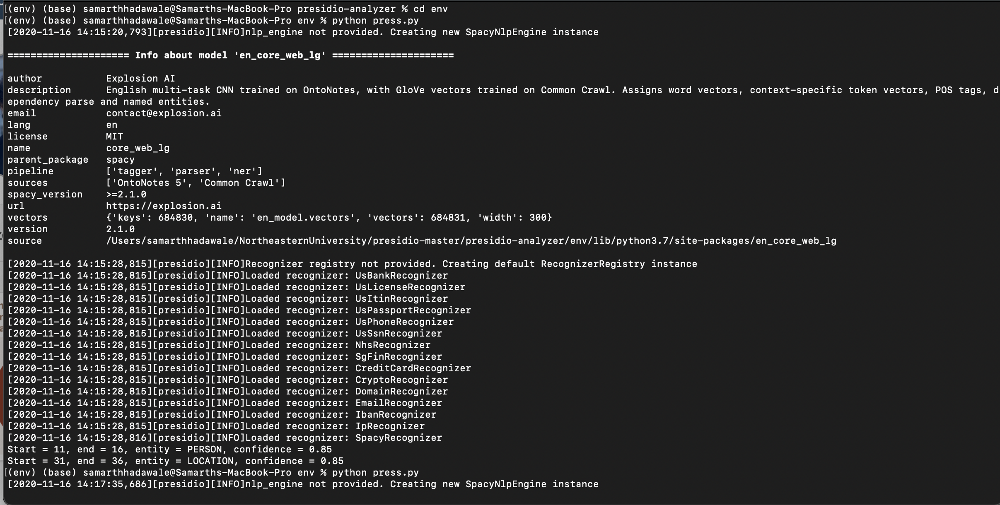 [(env) (base) samarthhadawale@Samarths-MacBook-Pro presidio-analyzer % cd env
[(env) (base) samarthhadawale@Samarths-MacBook-Pro env % python press.py
[2020-11-16 14:15:20,793][presidio][INFO]nlp_engine not provided. Creating new SpacyNlpEngine instance
===================== Info about model 'en_core_web_lg' =====================
author           Explosion AI
description      English multi-task CNN trained on OntoNotes, with GloVe vectors trained on Common Crawl. Assigns word vectors, context-specific token vectors, POS tags, d
ependency parse and named entities.
email            contact@explosion.ai
lang             en
license          MIT
name             core_web_lg
parent_package   spacy
pipeline         ['tagger', 'parser', 'ner']
sources          ['OntoNotes 5', 'Common Crawl']
spacy_version    >=2.1.0
url              https://explosion.ai
vectors          {'keys': 684830, 'name': 'en_model.vectors', 'vectors': 684831, 'width': 300}
version          2.1.0
source           /Users/samarthhadawale/NortheasternUniversity/presidio-master/presidio-analyzer/env/lib/python3.7/site-packages/en_core_web_lg
[2020-11-16 14:15:28,815][presidio][INFO]Recognizer registry not provided. Creating default RecognizerRegistry instance
[2020-11-16 14:15:28,815][presidio][INFO]Loaded recognizer: UsBankRecognizer
[2020-11-16 14:15:28,815][presidio][INFO]Loaded recognizer: UsLicenseRecognizer
[2020-11-16 14:15:28,815][presidio][INFO]Loaded recognizer: UsItinRecognizer
[2020-11-16 14:15:28,815][presidio][INFO]Loaded recognizer: UsPassportRecognizer
[2020-11-16 14:15:28,815][presidio][INFO]Loaded recognizer: UsPhoneRecognizer
[2020-11-16 14:15:28,815][presidio][INFO]Loaded recognizer: UsSsnRecognizer
[2020-11-16 14:15:28,815][presidio][INFO]Loaded recognizer: NhsRecognizer
[2020-11-16 14:15:28,815][presidio][INFO]Loaded recognizer: SgFinRecognizer
[2020-11-16 14:15:28,815][presidio][INFO]Loaded recognizer: CreditCardRecognizer
[2020-11-16 14:15:28,815][presidio][INFO]Loaded recognizer: CryptoRecognizer
[2020-11-16 14:15:28,815][presidio][INFO]Loaded recognizer: DomainRecognizer
[2020-11-16 14:15:28,815][presidio][INFO]Loaded recognizer: EmailRecognizer
[2020-11-16 14:15:28,815][presidio][INFO]Loaded recognizer: IbanRecognizer
[2020-11-16 14:15:28,815][presidio][INFO]Loaded recognizer: IpRecognizer
[2020-11-16 14:15:28,816][presidio][INFO]Loaded recognizer: SpacyRecognizer
Start = 11, end = 16, entity = PERSON, confidence = 0.85
Start = 31, end = 36, entity = LOCATION, confidence = 0.85
[(env) (base) samarthhadawale@Samarths-MacBook-Pro env % python press.py
[2020-11-16 14:17:35,686][presidio][INFO]nlp_engine not provided. Creating new SpacyNlpEngine instance